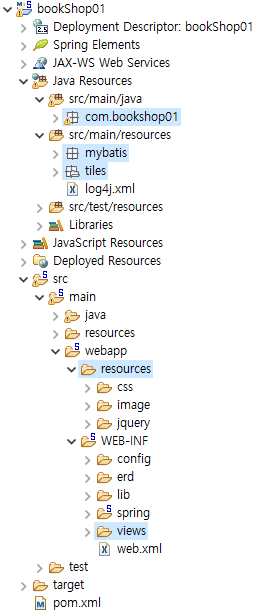 bookShop01
Deployment Descriptor: bookShop01
Spring Elements
JAX-WS Web Services
Java Resources
src/main/java
com.bookshop01
src/main/resources
mybatis
tiles
log4j.xml
src/test/resources
Libraries
JavaScript Resources
Deployed Resources
src
main
java
resources
webapp
resources
css
image
jquery
WEB-INF
config
erd
lib
spring
views
web.xml
test
target
pom.xml